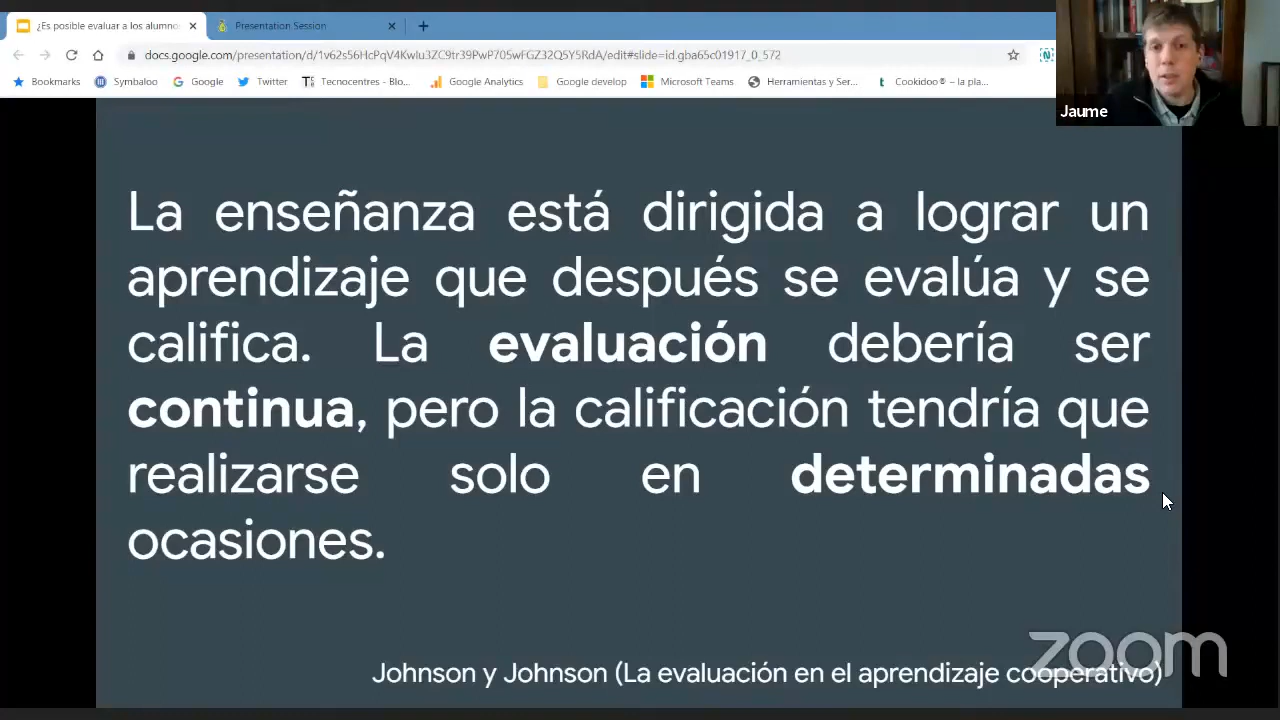 ¿Es posible evaluar a los alumno
Presentation Session
docs.google.com/presentation/d/1v62s56HcPqV4Kwlu3ZC9tr39RxP705wFGZ32Q5Y5RdA/edit#slide=id.gba65c01917_0_572
Bookmarks Symbaloo Google Twitter Tecnocentres - Blo... Google Analytics Google develop Microsoft Teams Herramientas y Ser... Cookidoo® – la pla...
Jaume
La enseñanza está dirigida a lograr un
aprendizaje que después se evalúa y se
califica. La evaluación debería ser
continua, pero la calificación tendría que
realizarse solo en determinadas
ocasiones.
Johnson y Johnson (La evaluación en el aprendizaje cooperativo)
zoom